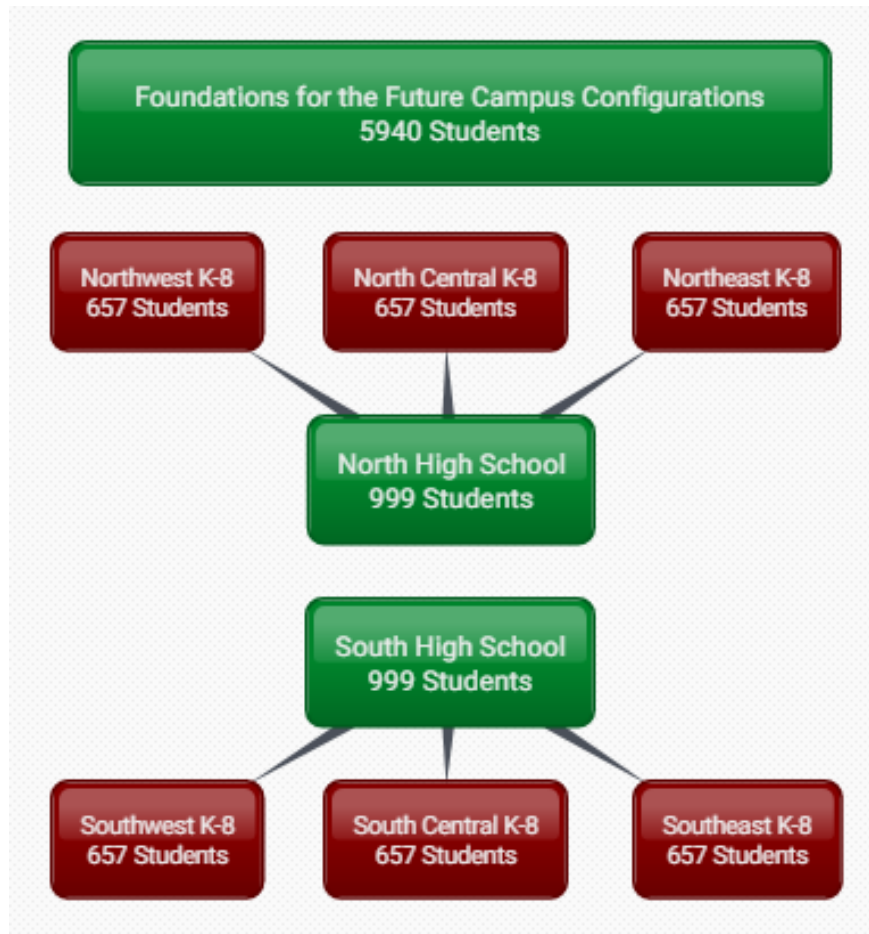 Foundations for the Future Campus Configurations
5940 Students
Northwest K-8
657 Students
North Central K-8
657 Students
Northeast K-8
657 Students
North High School
999 Students
South High School
999 Students
Southwest K-8
657 Students
South Central K-8
657 Students
Southeast K-8
657 Students